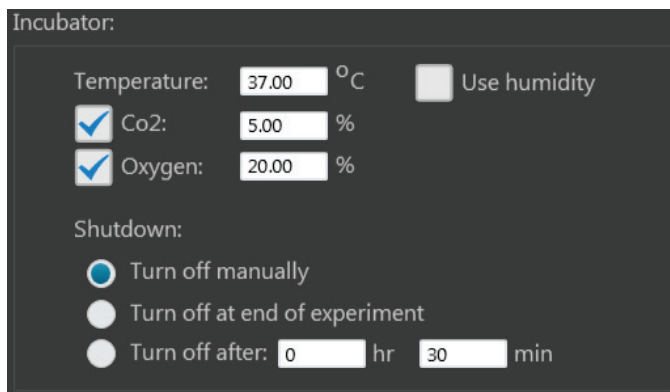 Incubator:
Temperature: 37.00 °C Use humidity
Co2: 5.00 %
Oxygen: 20.00 %
Shutdown:
Turn off manually
Turn off at end of experiment
Turn off after: 0 hr 30 min